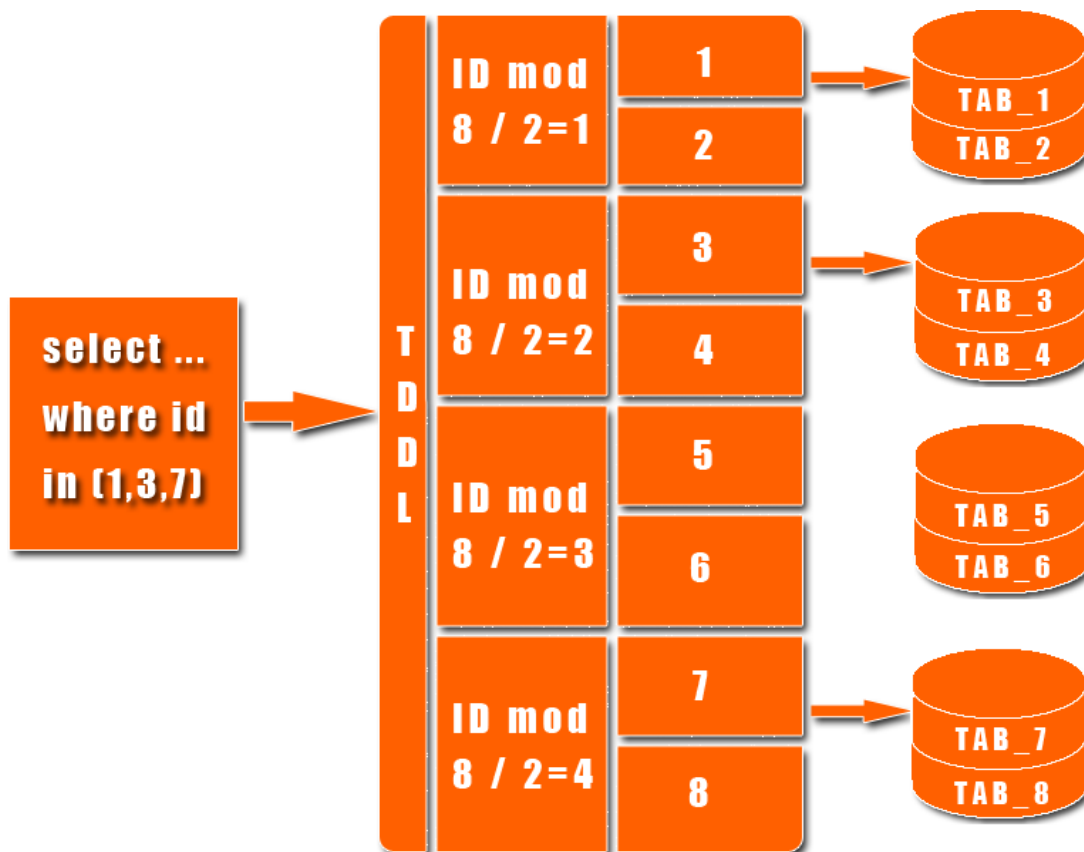 select ...
where id
in (1,3,7)
TDDL
ID mod
8 / 2=1
1
2
TAB_1
TAB_2
ID mod
8 / 2=2
3
4
TAB_3
TAB_4
ID mod
8 / 2=3
5
6
TAB_5
TAB_6
ID mod
8 / 2=4
7
8
TAB_7
TAB_8